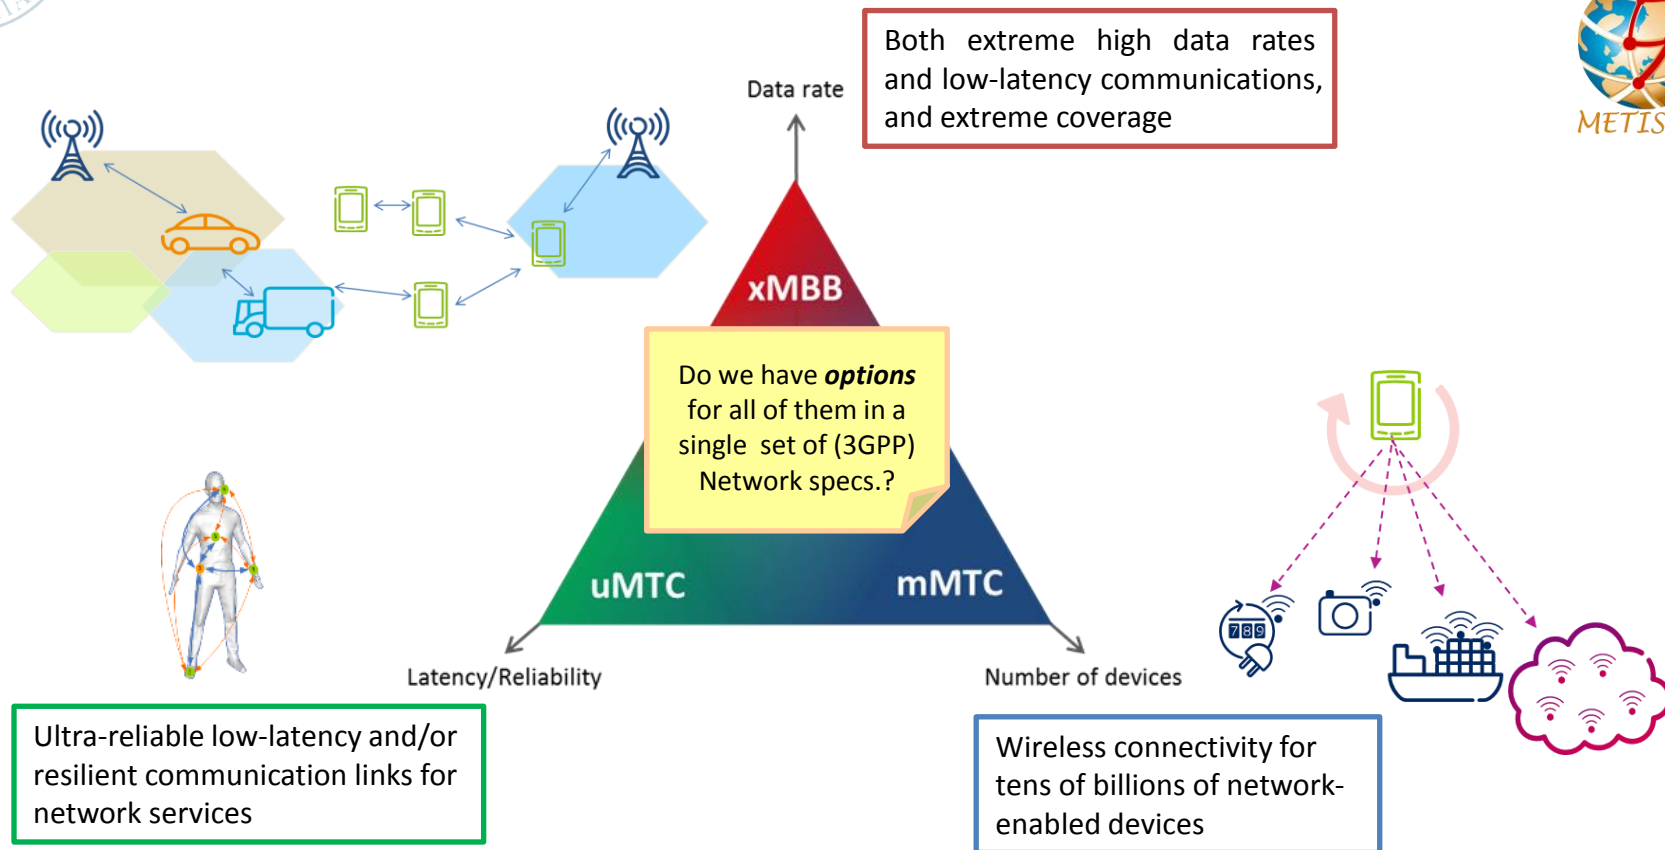 Both extreme high data rates
and low-latency communications,
and extreme coverage
METIS
Data rate
xMBB
Do we have options
for all of them in a
single set of (3GPP)
Network specs.?
uMTC
mMTC
789
Latency/Reliability
Number of devices
Ultra-reliable low-latency and/or
resilient communication links for
network services
Wireless connectivity for
tens of billions of network-
enabled devices